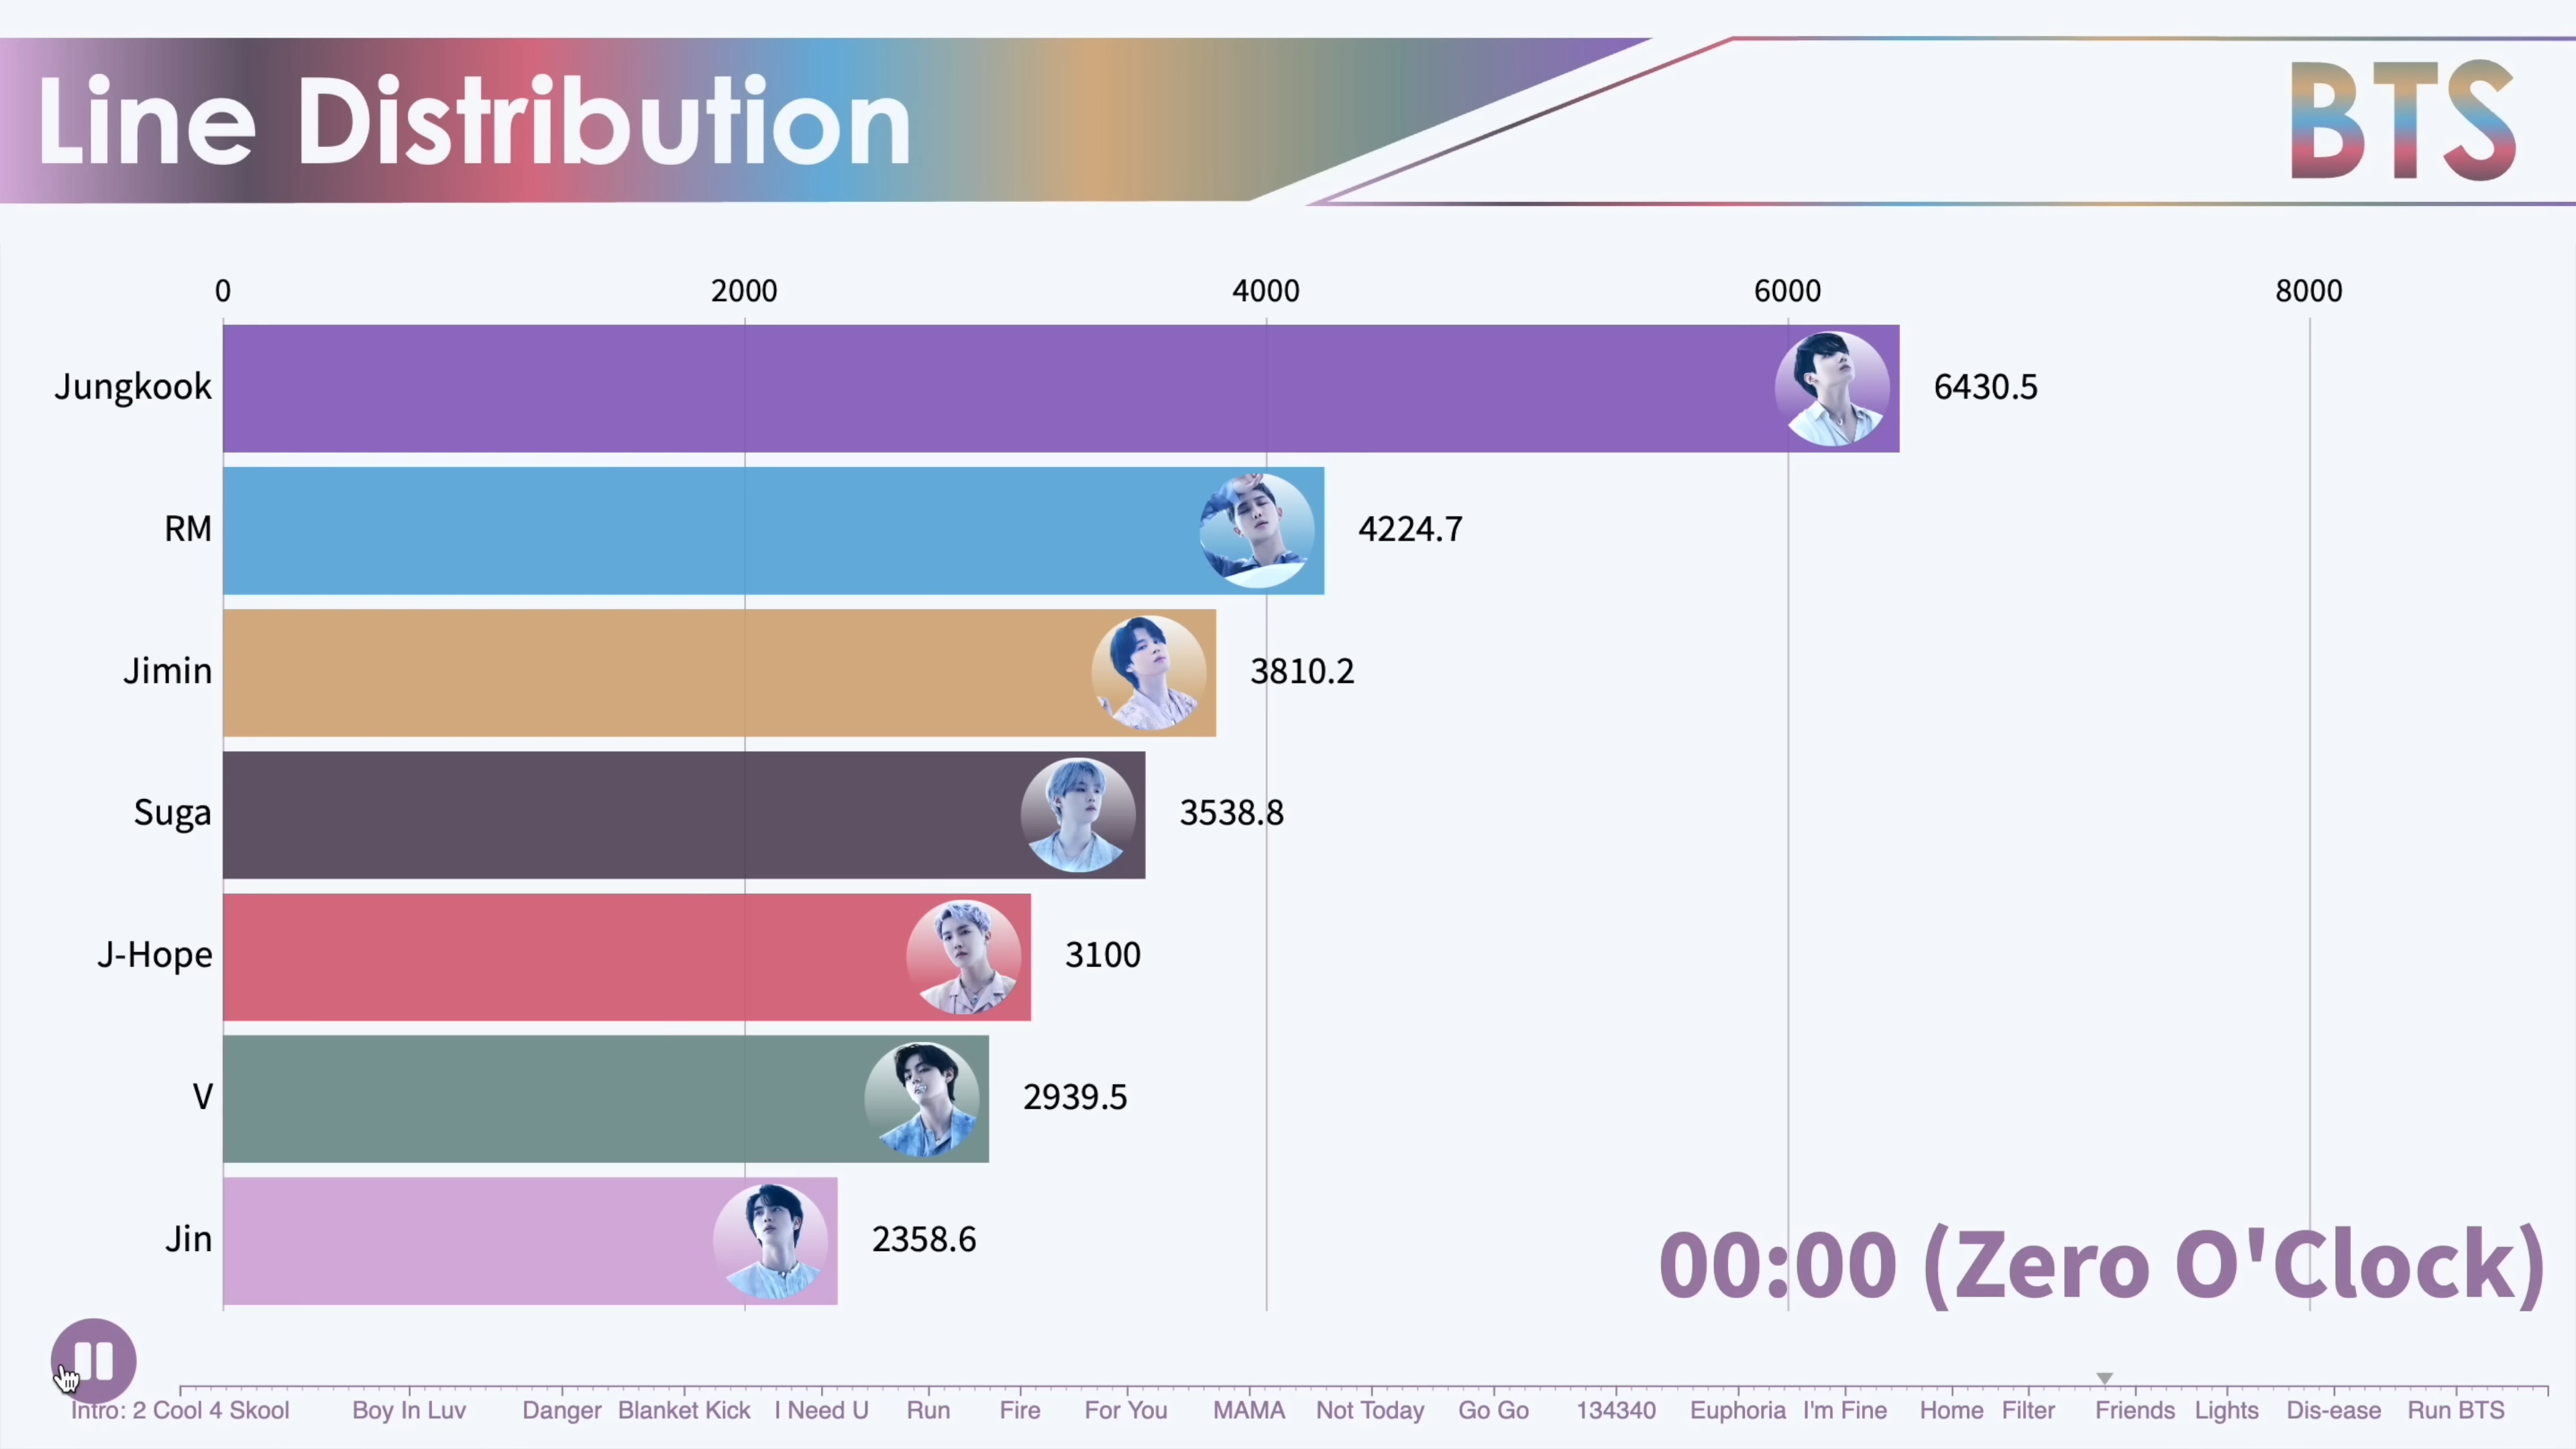 Line Distribution
BTS
0 2000 4000 6000 8000
Jungkook 6430.5
RM 4224.7
Jimin 3810.2
Suga 3538.8
J-Hope 3100
V 2939.5
Jin 2358.6
00:00 (Zero O'Clock)
Intro: 2 Cool 4 Skool Boy In Luv Danger Blanket Kick I Need U Run Fire For You MAMA Not Today Go Go 134340 Euphoria I'm Fine Home Filter Friends Lights Dis-ease Run BTS